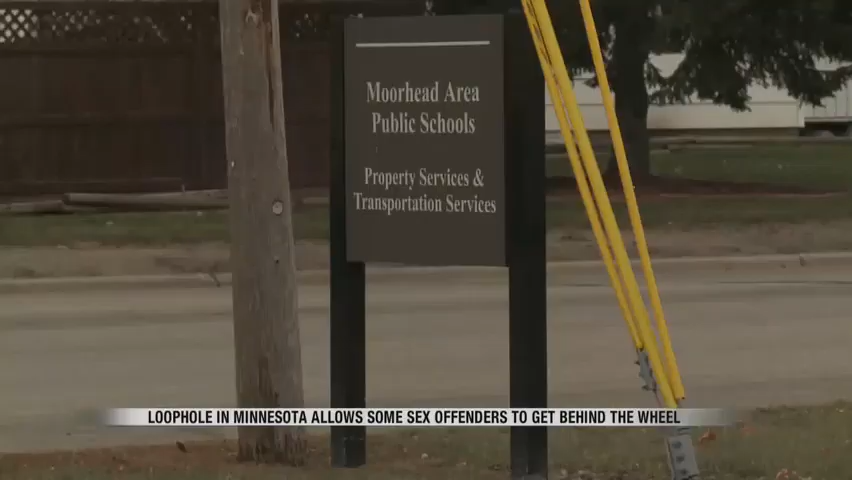 Moorhead Area
Public Schools
Property Services &
Transportation Services
LOOPHOLE IN MINNESOTA ALLOWS SOME SEX OFFENDERS TO GET BEHIND THE WHEEL